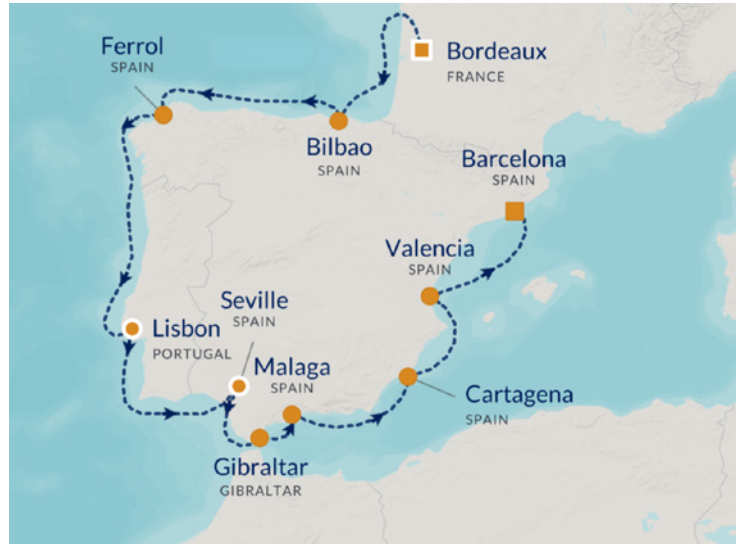 Ferrol
SPAIN
Bordeaux
FRANCE
Bilbao
SPAIN
Barcelona
SPAIN
Valencia
SPAIN
Seville
SPAIN
Lisbon
PORTUGAL
Malaga
SPAIN
Cartagena
SPAIN
Gibraltar
GIBRALTAR